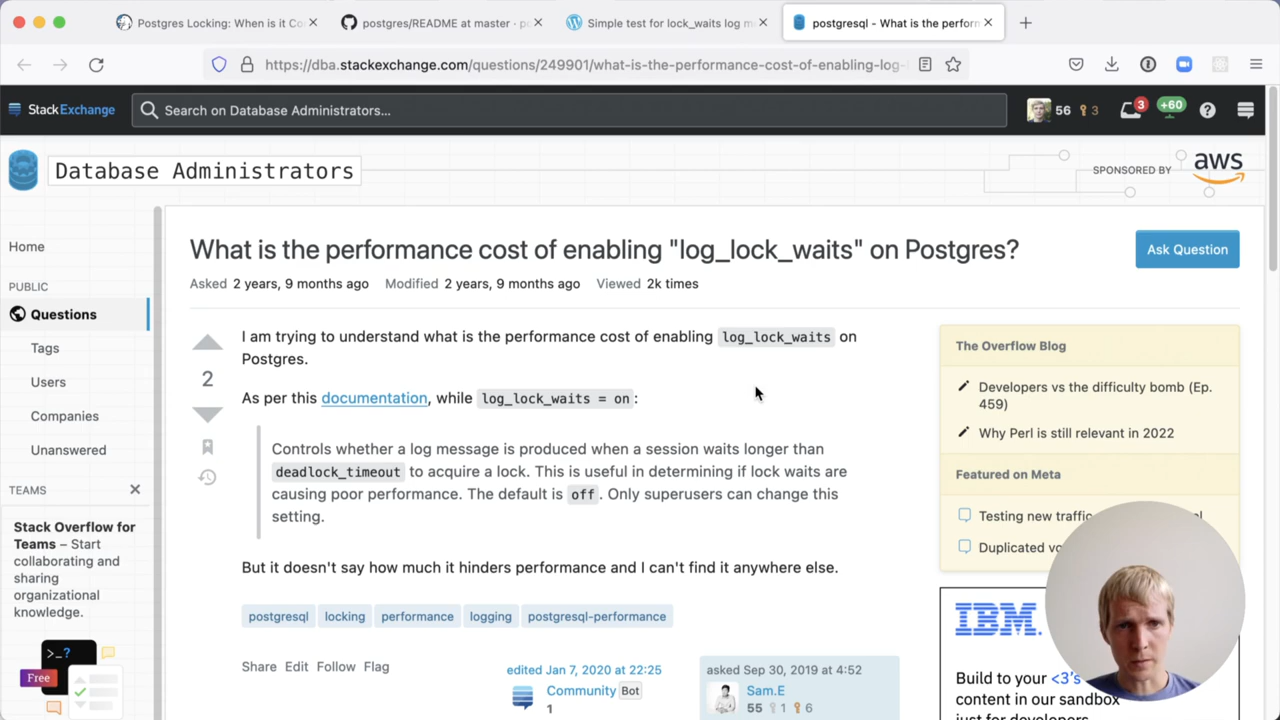 Postgres Locking: When is it Co
postgres/README at master · po
Simple test for lock_waits log m
postgresql - What is the perform
https://dba.stackexchange.com/questions/249901/what-is-the-performance-cost-of-enabling-log-l
StackExchange
Search on Database Administrators...
56
3
3
+60
Database Administrators
SPONSORED BY
aws
Home
PUBLIC
Questions
Tags
Users
Companies
Unanswered
TEAMS
Stack Overflow for
Teams – Start
collaborating and
sharing
organizational
knowledge.
>_?
Free
What is the performance cost of enabling "log_lock_waits" on Postgres?
Ask Question
Asked 2 years, 9 months ago Modified 2 years, 9 months ago Viewed 2k times
2
I am trying to understand what is the performance cost of enabling log_lock_waits on
Postgres.
As per this documentation, while log_lock_waits = on:
Controls whether a log message is produced when a session waits longer than
deadlock_timeout to acquire a lock. This is useful in determining if lock waits are
causing poor performance. The default is off. Only superusers can change this
setting.
But it doesn't say how much it hinders performance and I can't find it anywhere else.
postgresql locking performance logging postgresql-performance
Share Edit Follow Flag
edited Jan 7, 2020 at 22:25
Community Bot
1
asked Sep 30, 2019 at 4:52
Sam.E
55 1 6
The Overflow Blog
Developers vs the difficulty bomb (Ep.
459)
Why Perl is still relevant in 2022
Featured on Meta
Testing new traffic
Duplicated vo
IBM.
Build to your <3's
content in our sandbox
just for developers